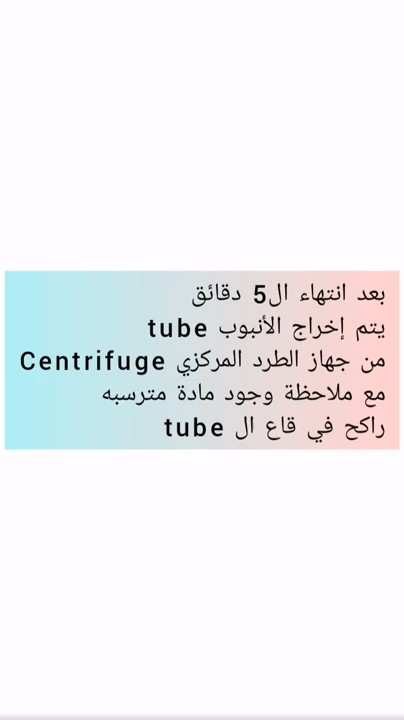 بعد انتهاء ال5 دقائق
يتم إخراج الأنبوب tube
من جهاز الطرد المركزي Centrifuge
مع ملاحظة وجود مادة مترسبه
راكح في قاع ال tube